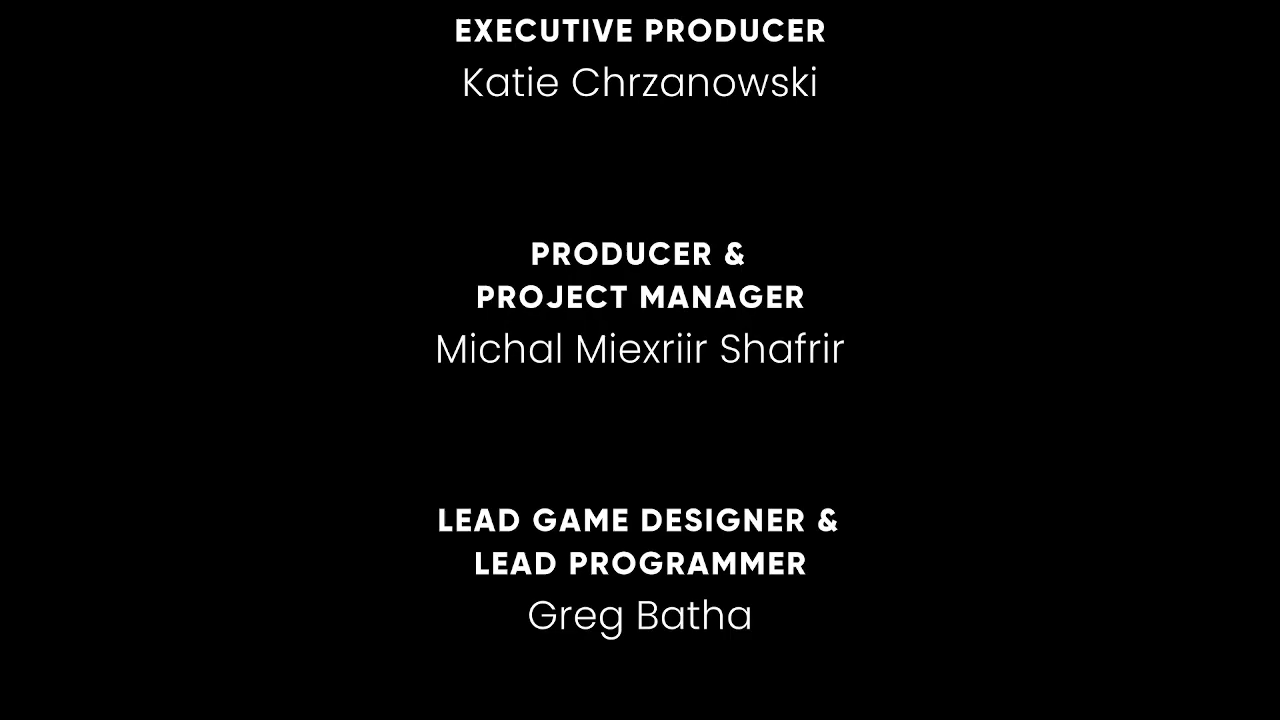 EXECUTIVE PRODUCER
Katie Chrzanowski
PRODUCER &
PROJECT MANAGER
Michal Miexriir Shafrir
LEAD GAME DESIGNER &
LEAD PROGRAMMER
Greg Batha